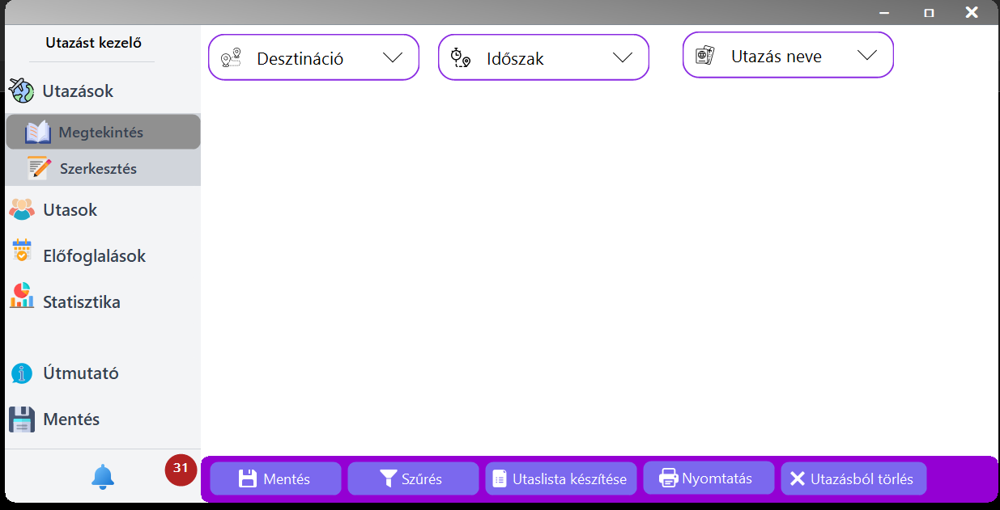 Utazást kezelő
Utazások
Megtekintés
Szerkesztés
Utasok
Előfoglalások
Statisztika
Útmutató
Mentés
31
Desztináció
Időszak
Utazás neve
Mentés
Szűrés
Utaslista készítése
Nyomtatás
Utazásból törlés